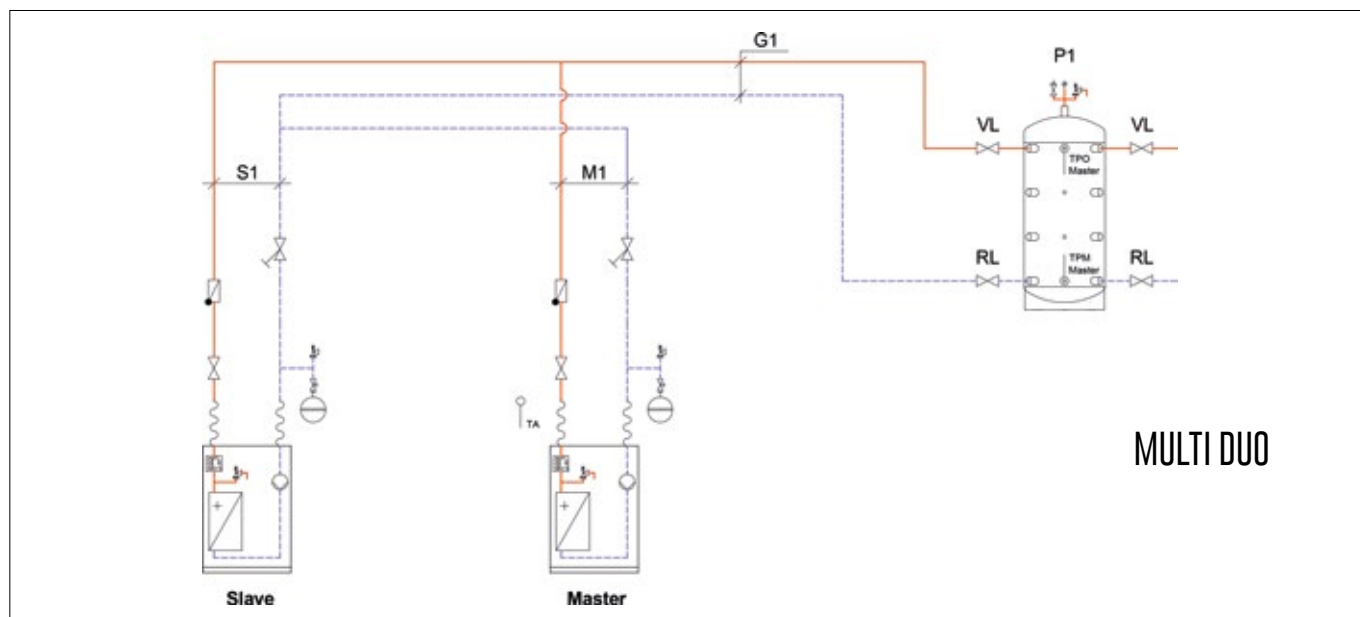 G1
P1
VL
VL
TPO
Master
S1
M1
RL
TPM
Master
RL
TA
MULTI DUO
Slave
Master